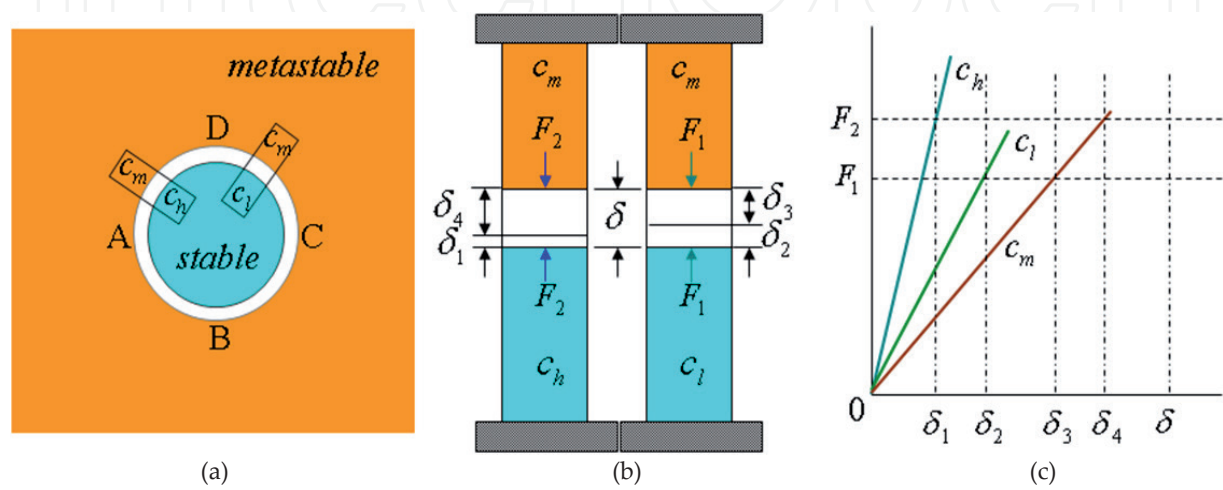 metastable
D
c_m
c_m
c_h
c_l
A
C
stable
B
(a)
c_m
c_m
F_2
F_1
δ_4
δ
δ_3
δ_1
δ_2
F_2
F_1
c_h
c_l
(b)
c_h
F_2
c_l
F_1
c_m
0
δ_1 δ_2 δ_3 δ_4 δ
(c)